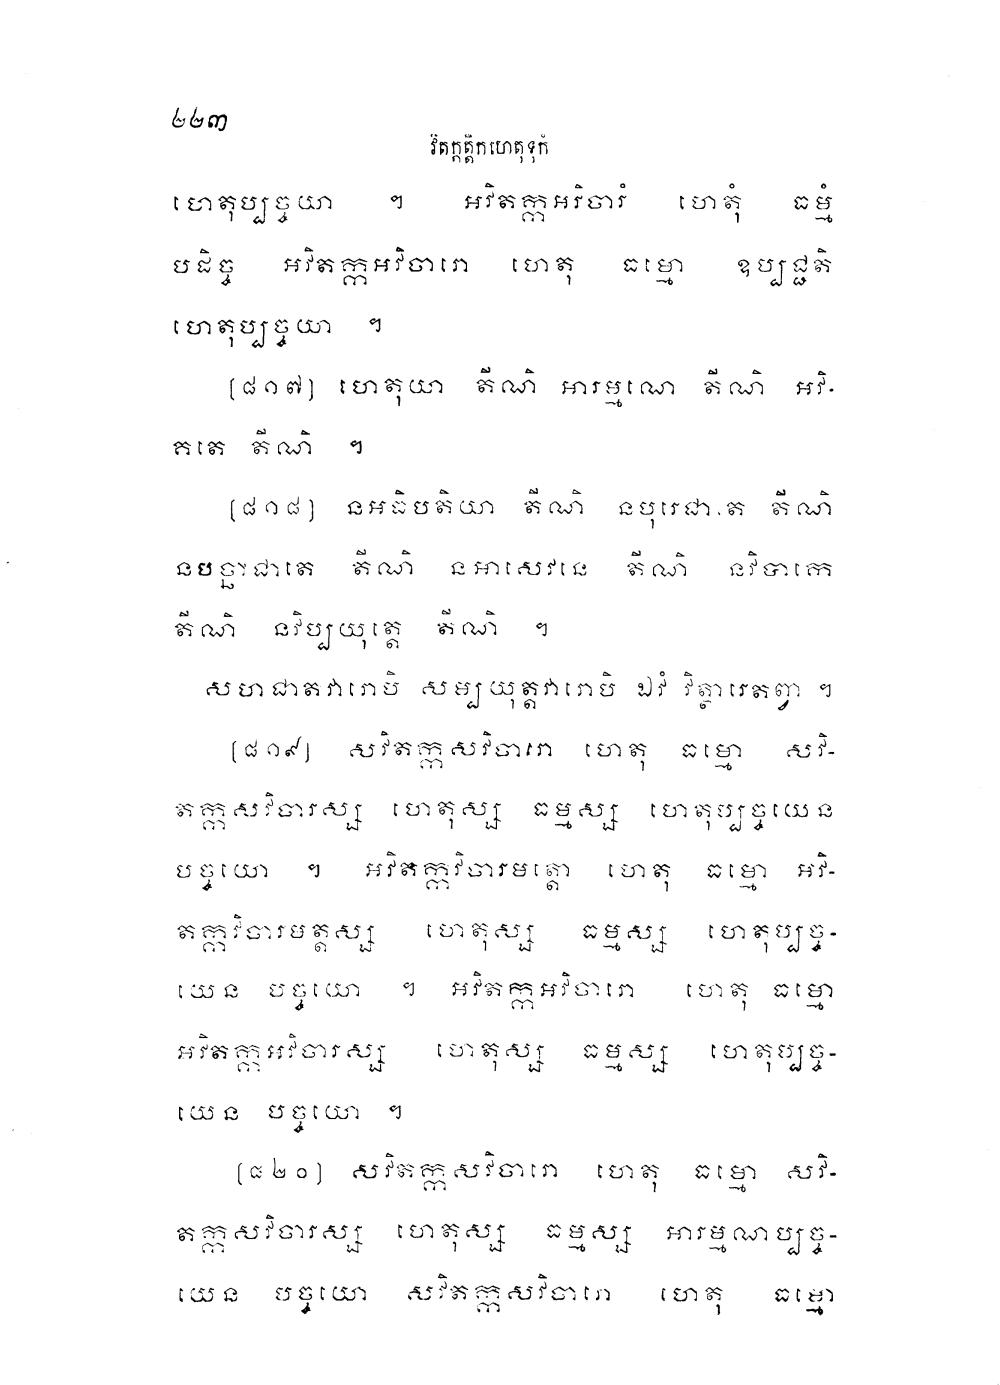 ២២៣
វិតក្កត្តិកហេតុទុកំ
ហេតុប្បច្ចយា ។ អវិតក្កអវិចារំ ហេតុំ ធម្មំ
បដិច្ច អវិតក្កអវិចារោ ហេតុ ធម្មោ ឧប្បជ្ជតិ
ហេតុប្បច្ចយា ។
[៨១៧] ហេតុយា តីណិ អារម្មណោ តីណិ អវិ-
គតេ តីណិ ។
[៨១៨] នអធិបតិយា តីណិ នបុរេជាតេ តីណិ
នបច្ឆាជាតេ តីណិ នអាសេវនេ តីណិ នវិបាកេ
តីណិ នវិប្បយុត្តេ តីណិ ។
សហជាតវារោបិ សម្បយុត្តវារោបិ ឯវំ វិត្ថារេតព្វា ។
[៨១៩] សវិតក្កសវិចារោ ហេតុ ធម្មោ សវិ-
តក្កសវិចារស្ស ហេតុស្ស ធម្មស្ស ហេតុប្បច្ចយេន
បច្ចយោ ។ អវិតក្កវិចារមត្តោ ហេតុ ធម្មោ អវិ-
តក្កវិចារមត្តស្ស ហេតុស្ស ធម្មស្ស ហេតុប្បច្ច-
យេន បច្ចយោ ។ អវិតក្កអវិចារោ ហេតុ ធម្មោ
អវិតក្កអវិចារស្ស ហេតុស្ស ធម្មស្ស ហេតុប្បច្ច-
យេន បច្ចយោ ។
[៨២០] សវិតក្កសវិចារោ ហេតុ ធម្មោ សវិ-
តក្កសវិចារស្ស ហេតុស្ស ធម្មស្ស អារម្មណប្បច្ច-
យេន បច្ចយោ សវិតក្កសវិចារោ ហេតុ ធម្មោ